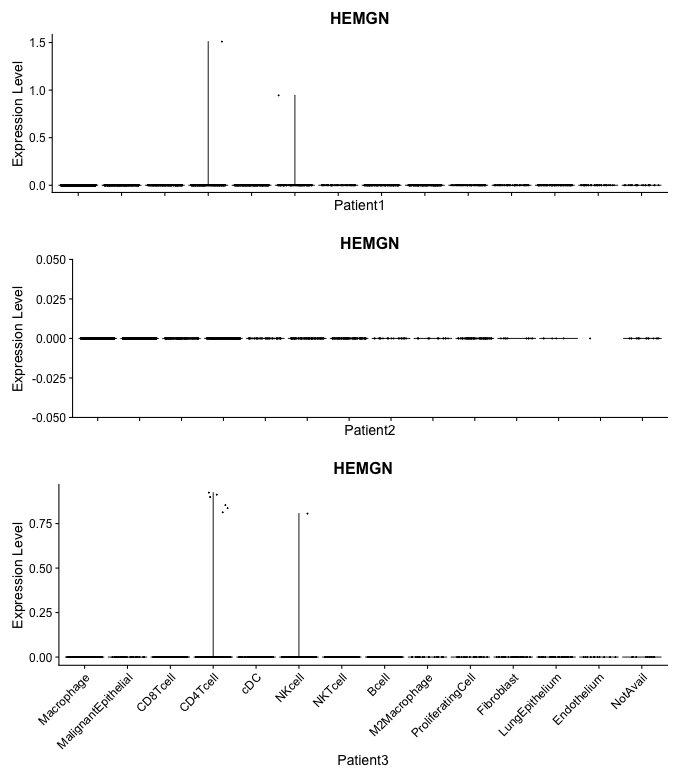 HEMGN
Expression Level
1.5
1.0
0.5
0.0
Patient1
HEMGN
Expression Level
0.050
0.025
0.000
-0.025
-0.050
Patient2
HEMGN
Expression Level
0.75
0.50
0.25
0.00
Macrophage
MalignantEpithelial
CD8Tcell
CD4Tcell
cDC
NKcell
NKTcell
Bcell
M2Macrophage
ProliferatingCell
Fibroblast
LungEpithelium
Endothelium
NotAvail
Patient3